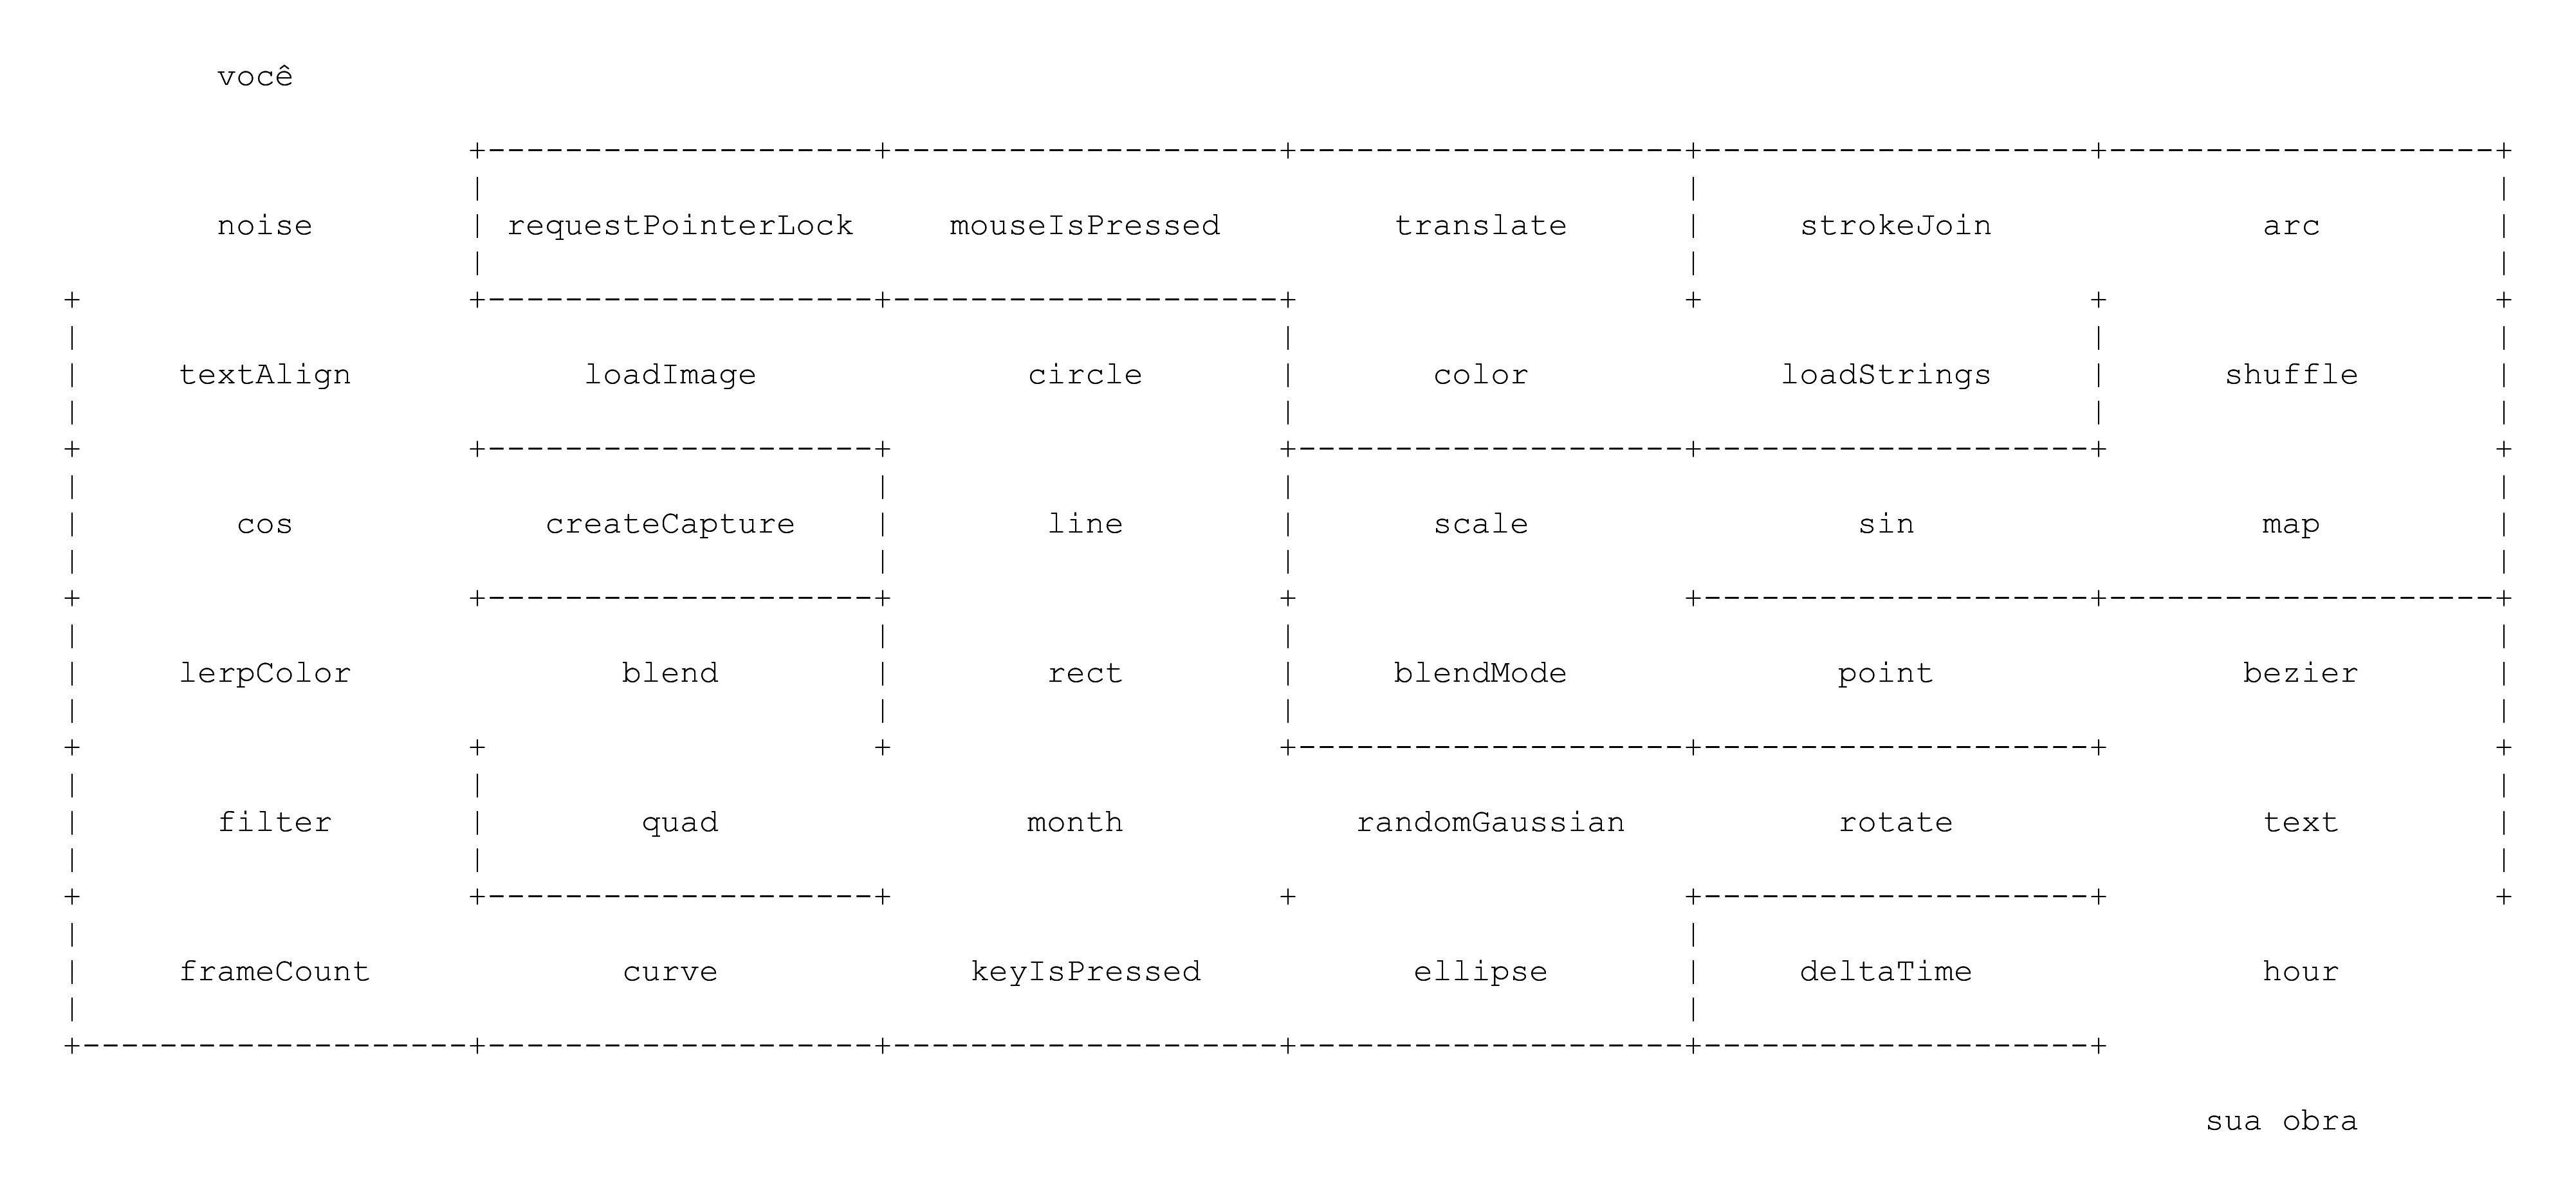 você
noise requestPointerLock mouseIsPressed translate strokeJoin arc
textAlign loadImage circle color loadStrings shuffle
cos createCapture line scale sin map
lerpColor blend rect blendMode point bezier
filter quad month randomGaussian rotate text
frameCount curve keyIsPressed ellipse deltaTime hour
sua obra